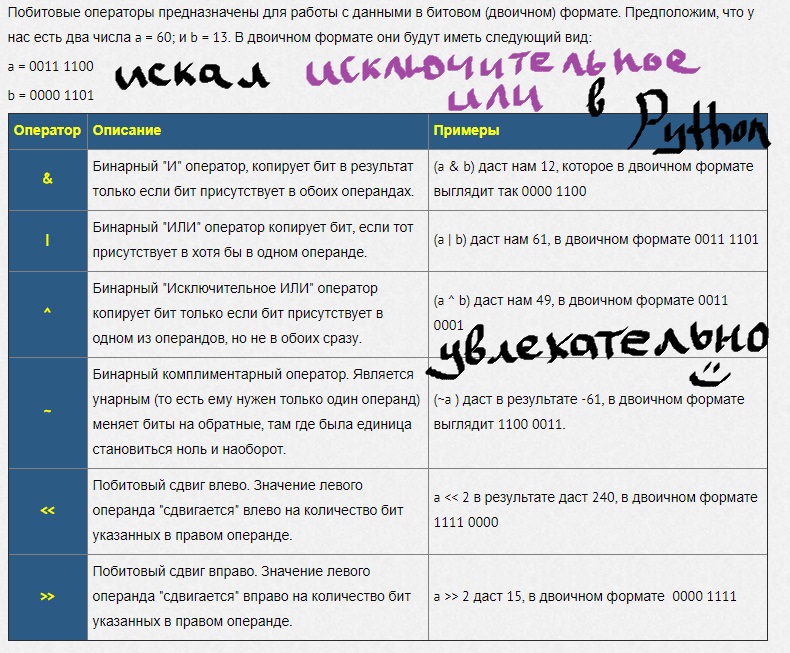 Побитовые операторы предназначены для работы с данными в битовом (двоичном) формате. Предположим, что у
нас есть два числа a = 60; и b = 13. В двоичном формате они будут иметь следующий вид:
a = 0011 1100
b = 0000 1101
искал исключительное
или в Python
Оператор Описание Примеры
& Бинарный "И" оператор, копирует бит в результат
только если бит присутствует в обоих операндах.
(a & b) даст нам 12, которое в двоичном формате
выглядит так 0000 1100
| Бинарный "ИЛИ" оператор копирует бит, если тот
присутствует в хотя бы в одном операнде.
(a | b) даст нам 61, в двоичном формате 0011 1101
^ Бинарный "Исключительное ИЛИ" оператор
копирует бит только если бит присутствует в
одном из операндов, но не в обоих сразу.
(a ^ b) даст нам 49, в двоичном формате 0011
0001
увлекательно
~ Бинарный комплиментарный оператор. Является
унарным (то есть ему нужен только один операнд)
меняет биты на обратные, там где была единица
становиться ноль и наоборот.
(~a ) даст в результате -61, в двоичном формате
выглядит 1100 0011.
<< Побитовый сдвиг влево. Значение левого
операнда "сдвигается" влево на количество бит
указанных в правом операнде.
a << 2 в результате даст 240, в двоичном формате
1111 0000
>> Побитовый сдвиг вправо. Значение левого
операнда "сдвигается" вправо на количество бит
указанных в правом операнде.
a >> 2 даст 15, в двоичном формате 0000 1111